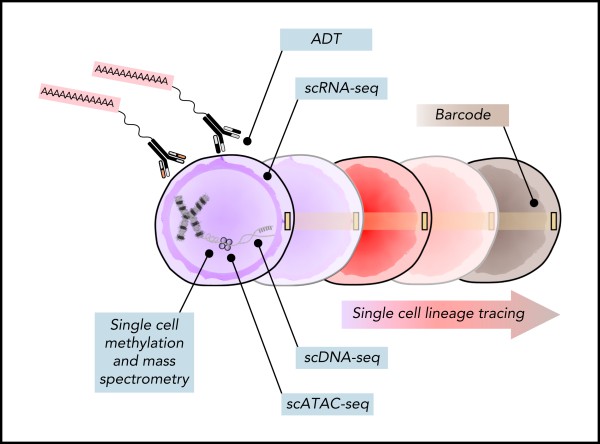 ADT
AAAAAAAAAAAA
AAAAAAAAAAAA
scRNA-seq
Barcode
Single cell lineage tracing
Single cell
methylation
and mass
spectrometry
scDNA-seq
scATAC-seq